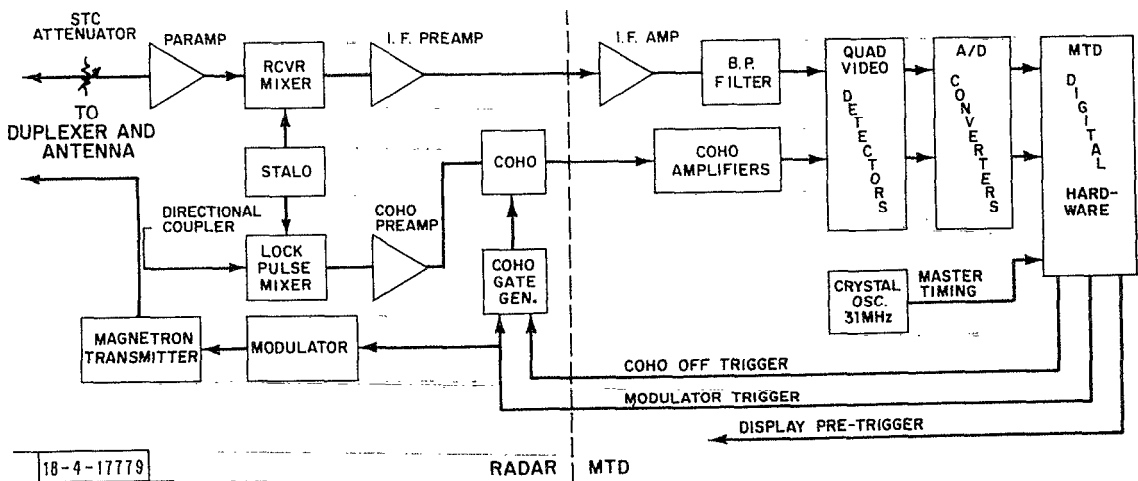 STC
ATTENUATOR
PARAMP
I.F. PREAMP
I.F. AMP
RCVR
MIXER
B.P.
FILTER
QUAD
VIDEO
DETECTORS
A/D
CONVERTERS
MTD
DIGITAL
HARD-
WARE
TO
DUPLEXER AND
ANTENNA
STALO
COHO
COHO
AMPLIFIERS
DIRECTIONAL
COUPLER
COHO
PREAMP
LOCK
PULSE
MIXER
COHO
GATE
GEN.
CRYSTAL
OSC.
31MHz
MASTER
TIMING
MAGNETRON
TRANSMITTER
MODULATOR
COHO OFF TRIGGER
MODULATOR TRIGGER
DISPLAY PRE-TRIGGER
18-4-17779
RADAR
MTD